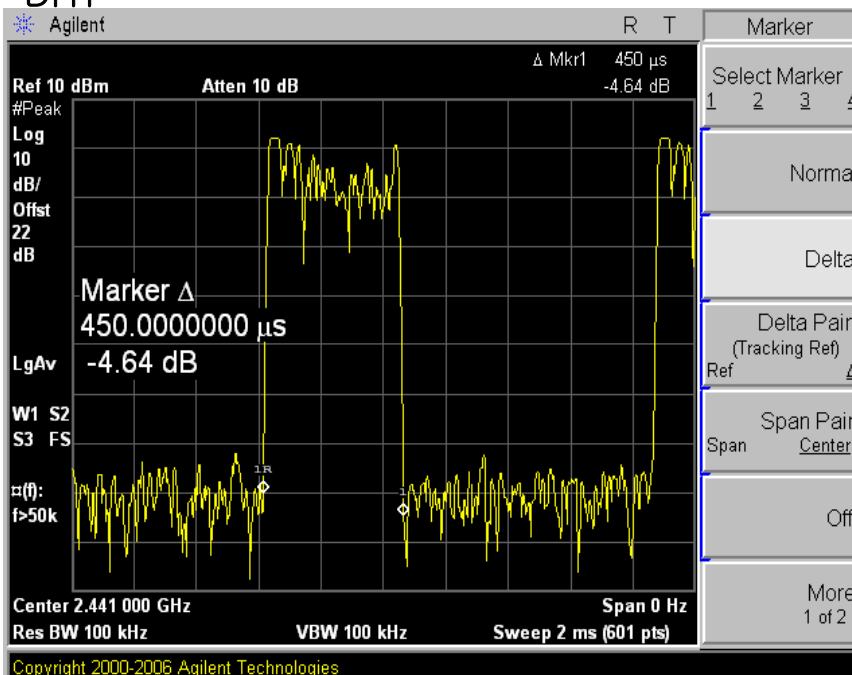 Agilent R T Marker
Δ Mkr1 450 μs
Ref 10 dBm Atten 10 dB -4.64 dB
#Peak
Log
10
dB/
Offst
22
dB
Marker Δ
450.0000000 μs
-4.64 dB
LgAv
W1 S2
S3 FS
¤(f):
f>50k
1R
1
Center 2.441 000 GHz Span 0 Hz
Res BW 100 kHz VBW 100 kHz Sweep 2 ms (601 pts)
Copyright 2000-2006 Agilent Technologies
Select Marker
1 2 3 4
Norma
Delta
Delta Pair
(Tracking Ref)
Ref Δ
Span Pair
Span Center
Off
More
1 of 2